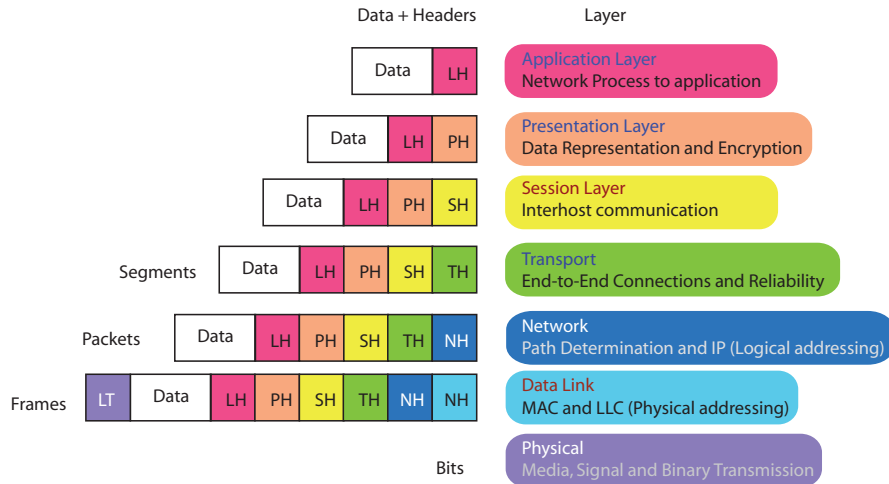 Data + Headers Layer
Data LH Application Layer
Network Process to application
Data LH PH Presentation Layer
Data Representation and Encryption
Data LH PH SH Session Layer
Interhost communication
Segments Data LH PH SH TH Transport
End-to-End Connections and Reliability
Packets Data LH PH SH TH NH Network
Path Determination and IP (Logical addressing)
Frames LT Data LH PH SH TH NH NH Data Link
MAC and LLC (Physical addressing)
Physical
Bits Media, Signal and Binary Transmission